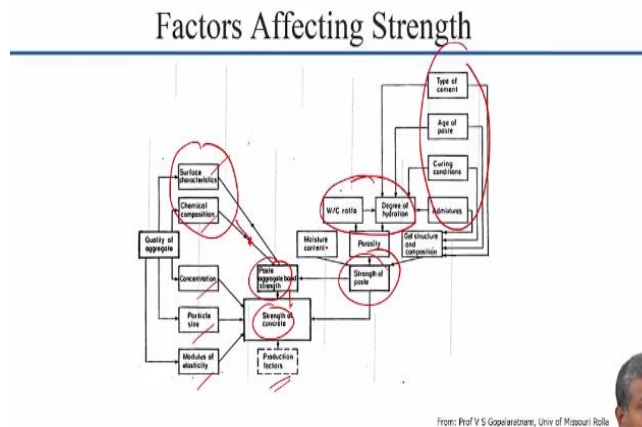 Factors Affecting Strength
Type of
cement
Age of
paste
Curing
conditions
Admixtures
W/C ratio
Degree of
hydration
Surface
characteristics
Chemical
composition
Moisture
content
Porosity
Gel structure
and
composition
Quality of
aggregate
Concentration
Paste
aggregate bond
strength
Strength
of paste
Particle
size
Strength of
concrete
Modulus of
elasticity
Production
factors
From: Prof V S Gopalaratnam, Univ of Missouri Rolla